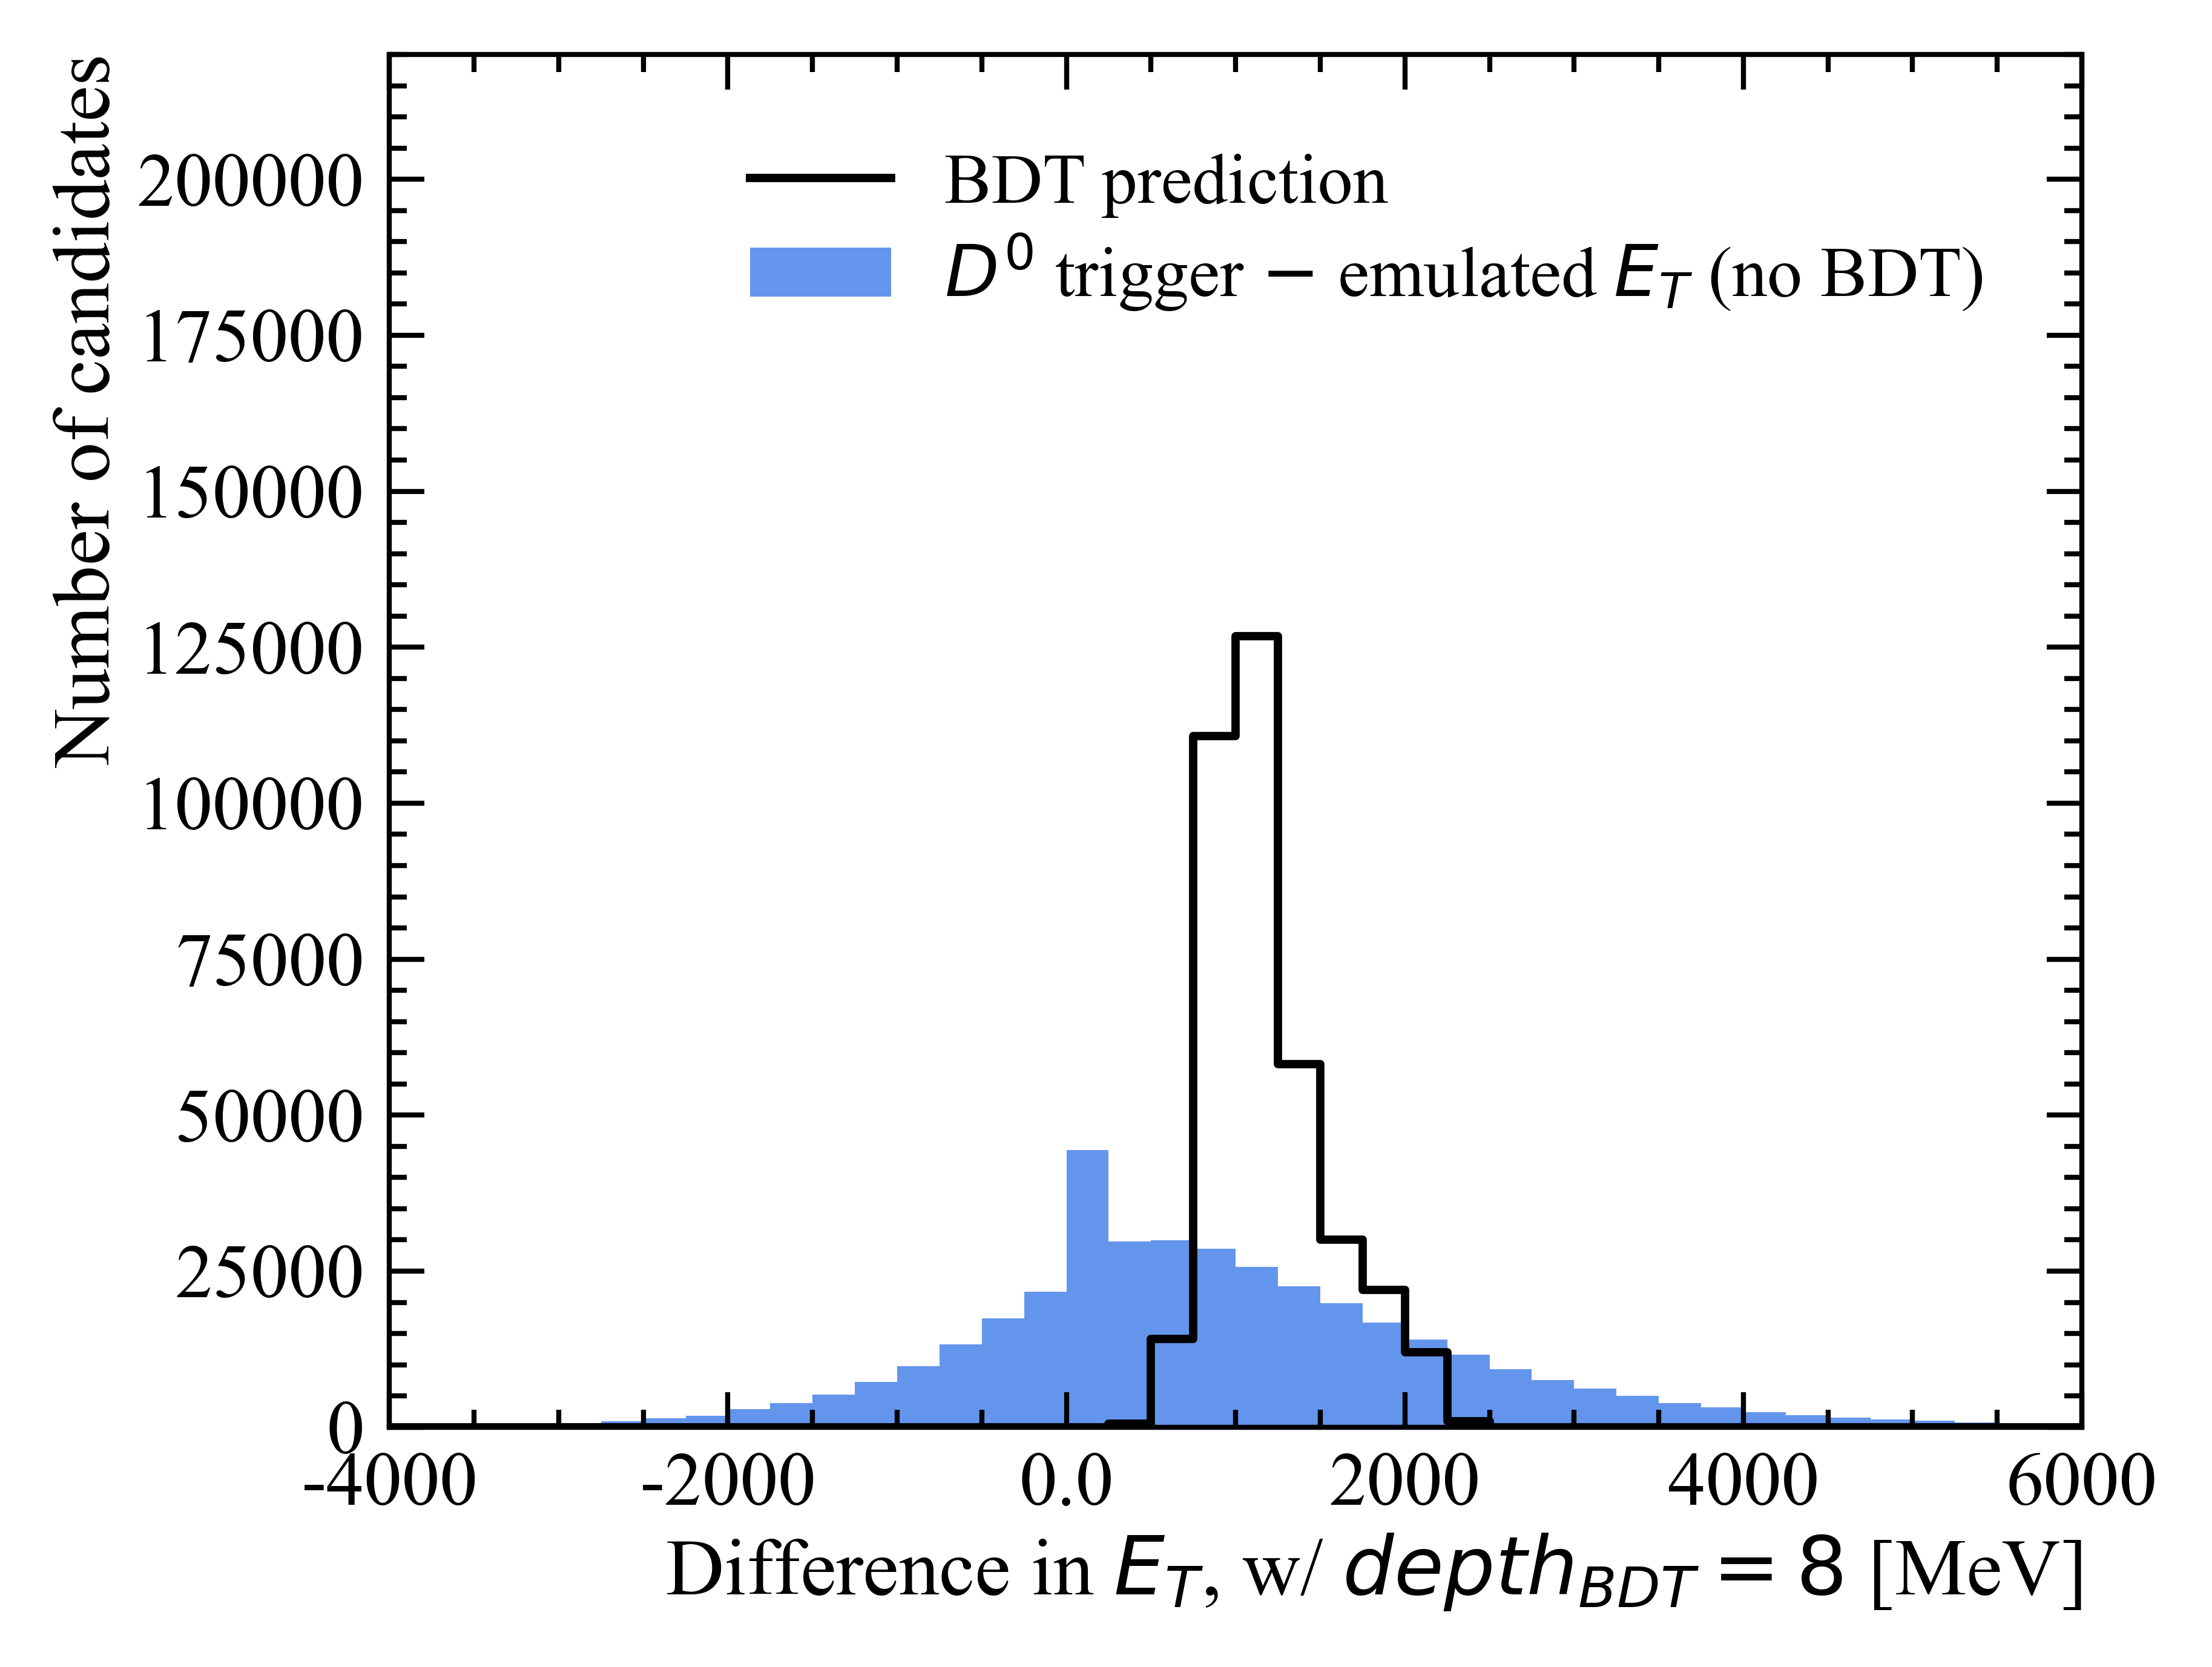 Number of candidates
200000
175000
150000
125000
100000
75000
50000
25000
0
BDT prediction
D⁰ trigger − emulated E_T (no BDT)
-4000 -2000 0.0 2000 4000 6000
Difference in E_T, w/ depth_BDT = 8 [MeV]